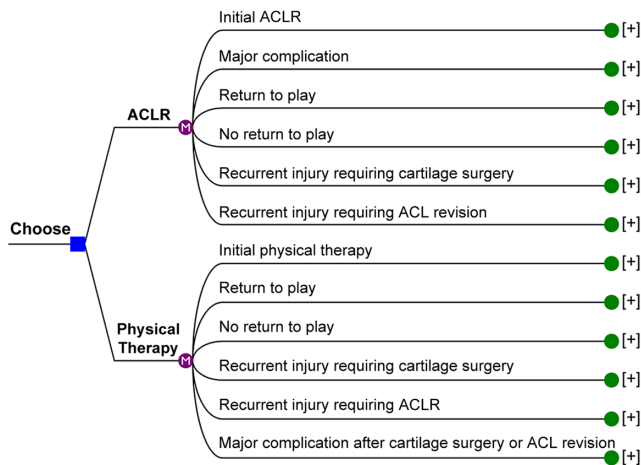 Initial ACLR
[+]
Major complication
[+]
Return to play
[+]
ACLR
M
No return to play
[+]
Recurrent injury requiring cartilage surgery
[+]
Recurrent injury requiring ACL revision
[+]
Choose
Initial physical therapy
[+]
Return to play
[+]
Physical
Therapy
M
No return to play
[+]
Recurrent injury requiring cartilage surgery
[+]
Recurrent injury requiring ACLR
[+]
Major complication after cartilage surgery or ACL revision
[+]